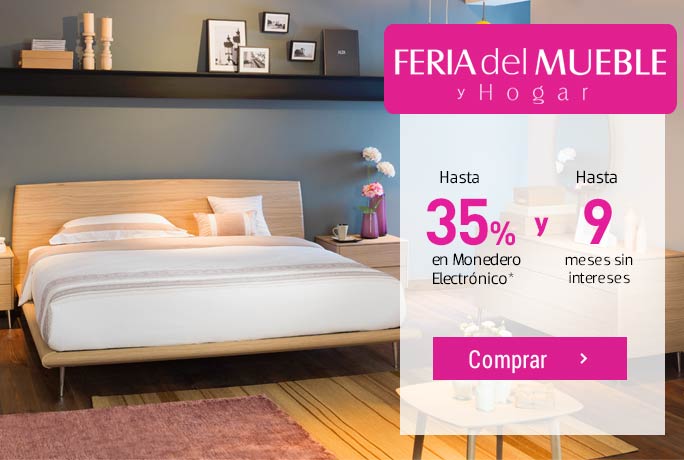 FERIA del MUEBLE
y Hogar
Hasta
35%
en Monedero
Electrónico*
y
Hasta
9
meses sin
intereses
Comprar >